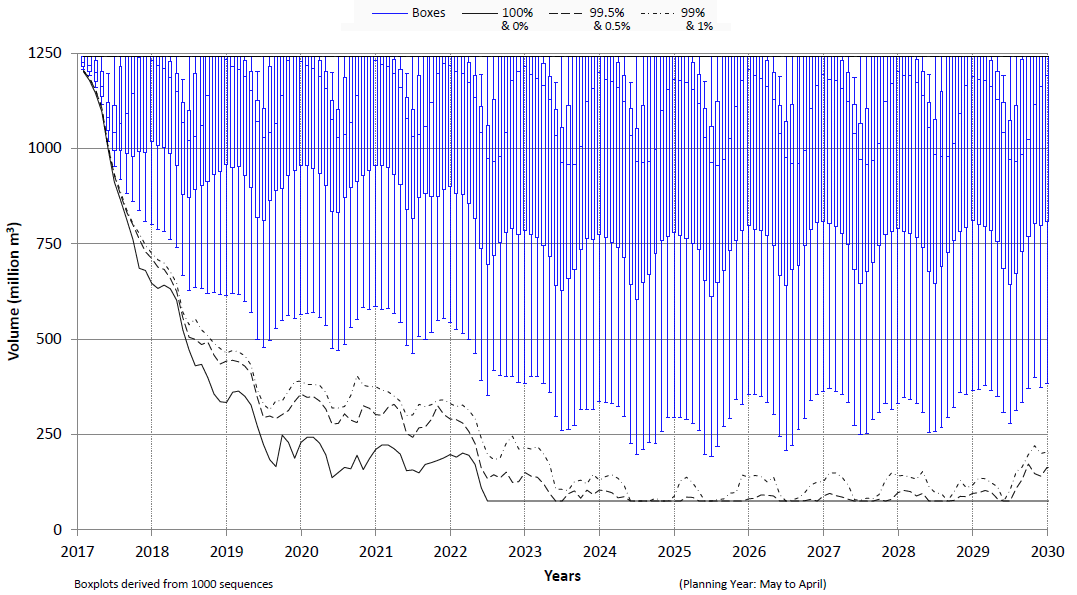 Boxes 100% 99.5% 99%
& 0% & 0.5% & 1%
Volume (million m³)
1250
1000
750
500
250
0
2017 2018 2019 2020 2021 2022 2023 2024 2025 2026 2027 2028 2029 2030
Years
Boxplots derived from 1000 sequences
(Planning Year: May to April)